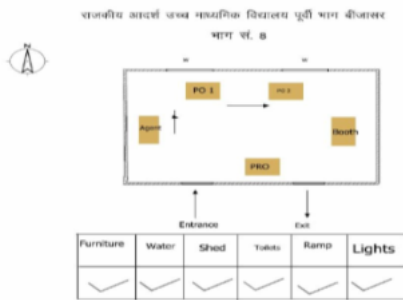 राजकीय आदर्श उच्च माध्यमिक विद्यालय पूर्वी भाग बीजासर
भाग सं. 8
N
PO 1
PO 2
Agent
Booth
PRO
Entrance
Exit
Furniture Water Shed Toilets Ramp Lights